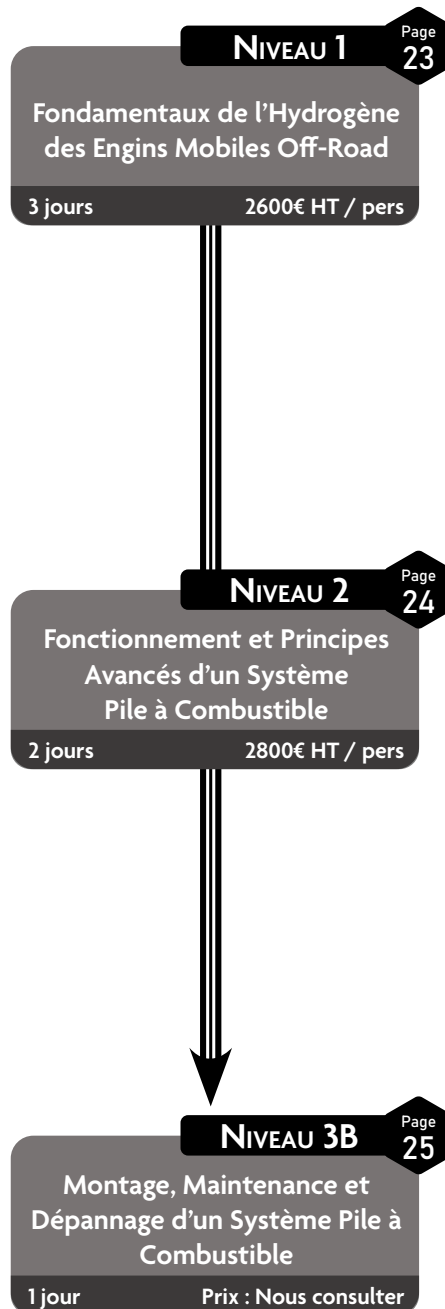 NIVEAU 1
Page
23
Fondamentaux de l'Hydrogène
des Engins Mobiles Off-Road
3 jours 2600€ HT / pers
NIVEAU 2
Page
24
Fonctionnement et Principes
Avancés d'un Système
Pile à Combustible
2 jours 2800€ HT / pers
NIVEAU 3B
Page
25
Montage, Maintenance et
Dépannage d'un Système Pile à
Combustible
1 jour Prix : Nous consulter